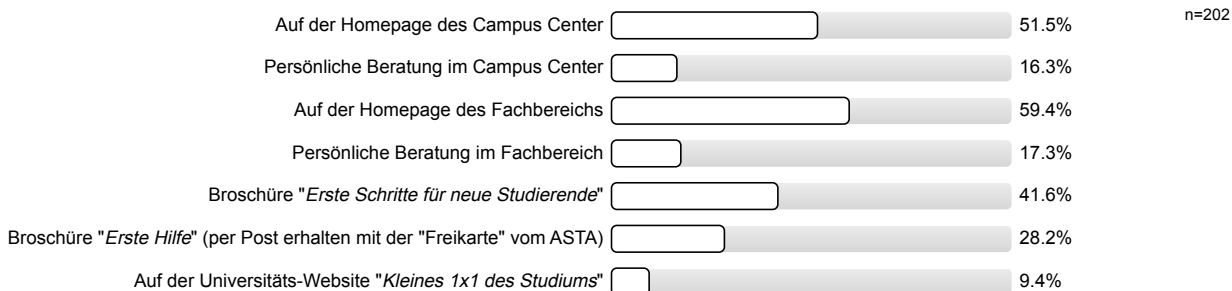 Auf der Homepage des Campus Center 51.5% n=202
Persönliche Beratung im Campus Center 16.3%
Auf der Homepage des Fachbereichs 59.4%
Persönliche Beratung im Fachbereich 17.3%
Broschüre "Erste Schritte für neue Studierende" 41.6%
Broschüre "Erste Hilfe" (per Post erhalten mit der "Freikarte" vom ASTA) 28.2%
Auf der Universitäts-Website "Kleines 1x1 des Studiums" 9.4%